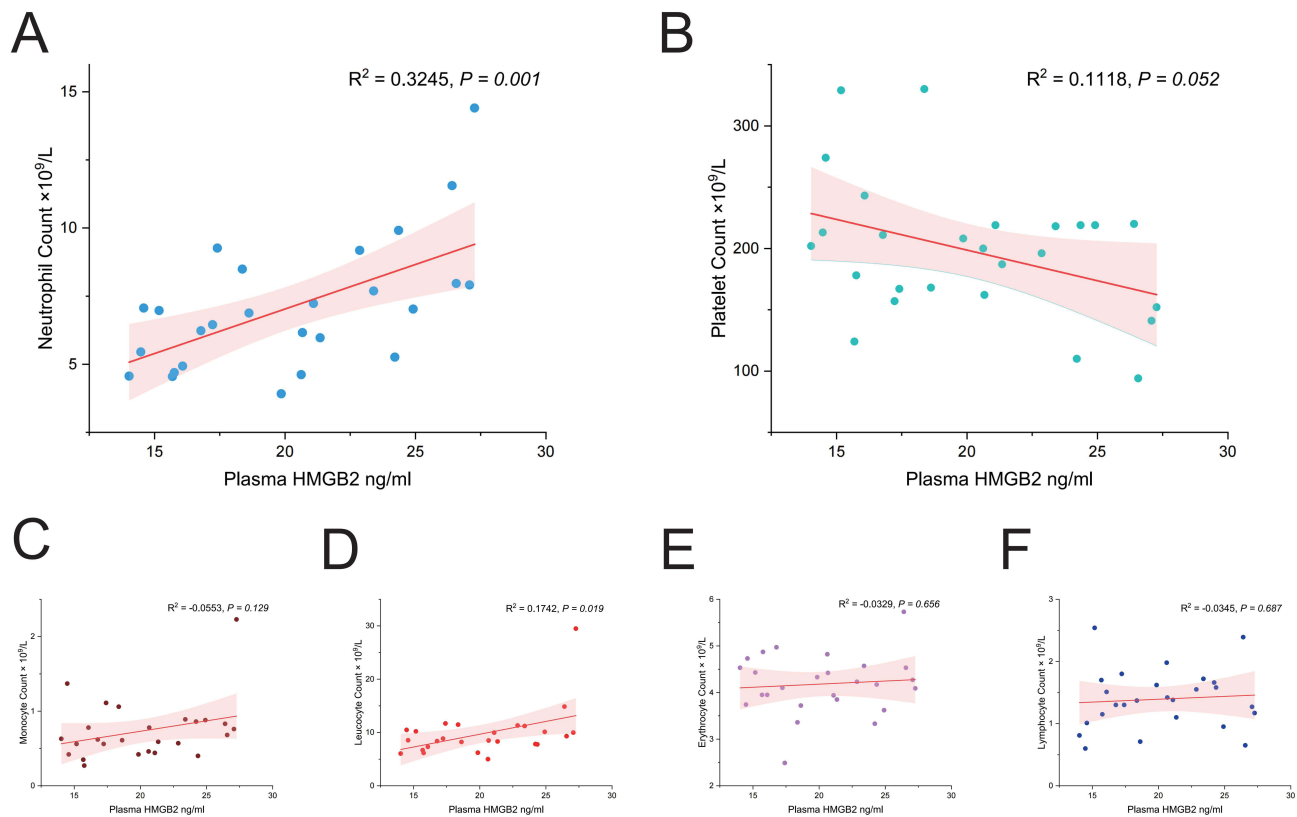 A
R² = 0.3245, P = 0.001
Neutrophil Count ×10⁹/L
15
10
5
15
20
25
30
Plasma HMGB2 ng/ml
B
R² = 0.1118, P = 0.052
Platelet Count ×10⁹/L
300
200
100
15
20
25
30
Plasma HMGB2 ng/ml
C
R² = -0.0553, P = 0.129
Monocyte Count × 10⁹/L
2
1
0
15
20
25
30
Plasma HMGB2 ng/ml
D
R² = 0.1742, P = 0.019
Leucocyte Count × 10⁹/L
30
20
10
0
15
20
25
30
Plasma HMGB2 ng/ml
E
R² = -0.0329, P = 0.656
Erythrocyte Count × 10⁹/L
6
5
4
3
2
15
20
25
30
Plasma HMGB2 ng/ml
F
R² = -0.0345, P = 0.687
Lymphocyte Count × 10⁹/L
3
2
1
0
15
20
25
30
Plasma HMGB2 ng/ml